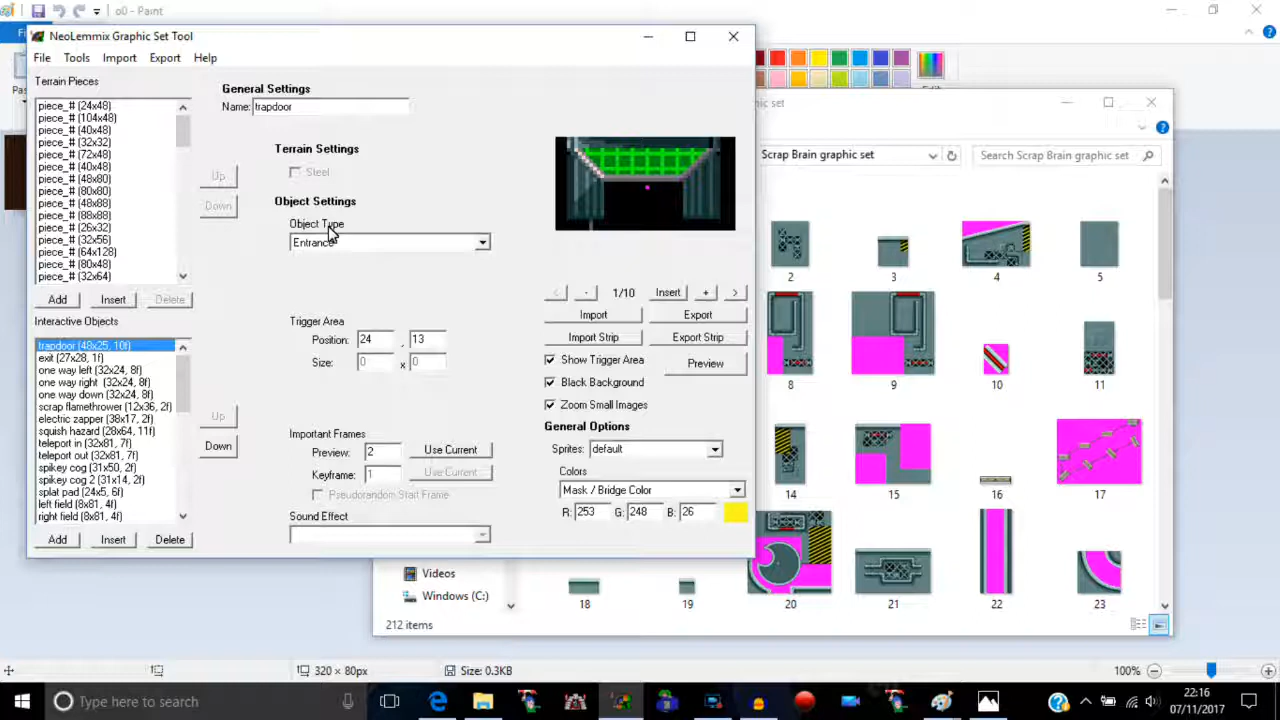 o0 - Paint
NeoLemmix Graphic Set Tool
File Tools Import Export Help
Terrain Pieces
piece_# (24x48)
piece_# (104x48)
piece_# (40x48)
piece_# (32x32)
piece_# (72x48)
piece_# (40x48)
piece_# (48x80)
piece_# (80x80)
piece_# (48x88)
piece_# (88x88)
piece_# (26x32)
piece_# (32x56)
piece_# (64x128)
piece_# (80x48)
piece_# (32x64)
Up
Down
Add Insert Delete
General Settings
Name: trapdoor
Terrain Settings
Steel
Object Settings
Object Type
Entrance
Interactive Objects
trapdoor (48x25, 10f)
exit (27x28, 1f)
one way left (32x24, 8f)
one way right (32x24, 8f)
one way down (32x24, 8f)
scrap flamethrower (12x36, 2f)
electric zapper (38x17, 2f)
squish hazard (28x64, 11f)
teleport in (32x81, 7f)
teleport out (32x81, 7f)
spikey cog (31x50, 2f)
spikey cog 2 (31x14, 2f)
splat pad (24x5, 6f)
left field (8x81, 4f)
right field (8x81, 4f)
Up
Down
Add Insert Delete
Trigger Area
Position: 24 , 13
Size: 0 x 0
Important Frames
Preview: 2 Use Current
Keyframe: 1 Use Current
Pseudorandom Start Frame
Sound Effect
< - 1/10 Insert + >
Import Export
Import Strip Export Strip
Show Trigger Area Preview
Black Background
Zoom Small Images
General Options
Sprites: default
Colors
Mask / Bridge Color
R: 253 G: 248 B: 26
Scrap Brain graphic set
Search Scrap Brain graphic set
2 3 4 5
8 9 10 11
14 15 16 17
18 19 20 21 22 23
Videos
Windows (C:)
212 items
320 × 80px
Size: 0.3KB
100%
Type here to search
22:16
07/11/2017